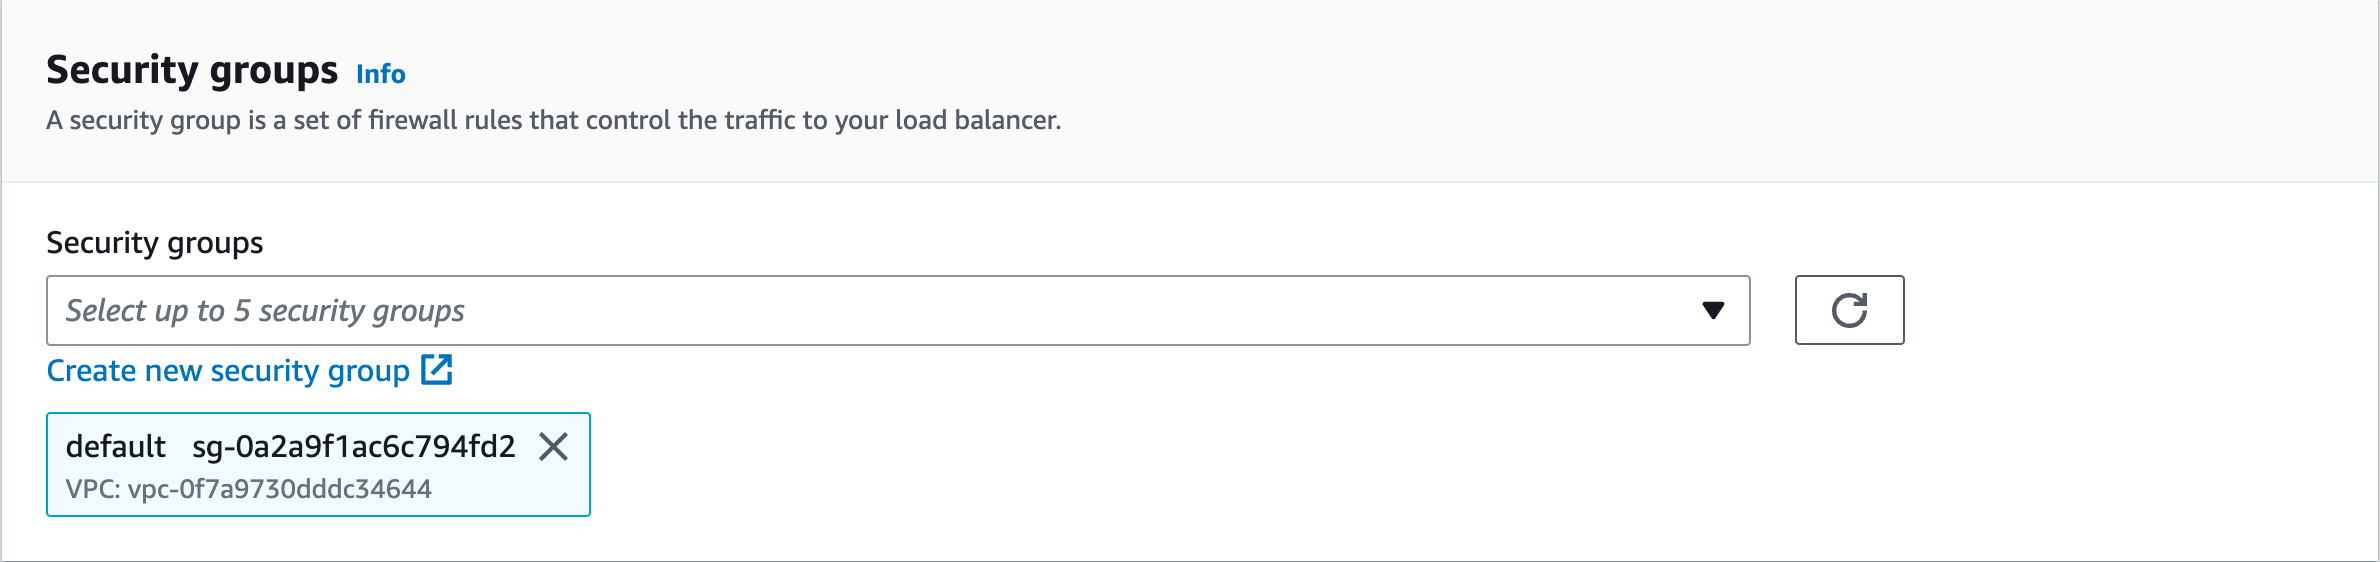 Security groups Info
A security group is a set of firewall rules that control the traffic to your load balancer.
Security groups
Select up to 5 security groups
Create new security group
default sg-0a2a9f1ac6c794fd2
VPC: vpc-0f7a9730dddc34644